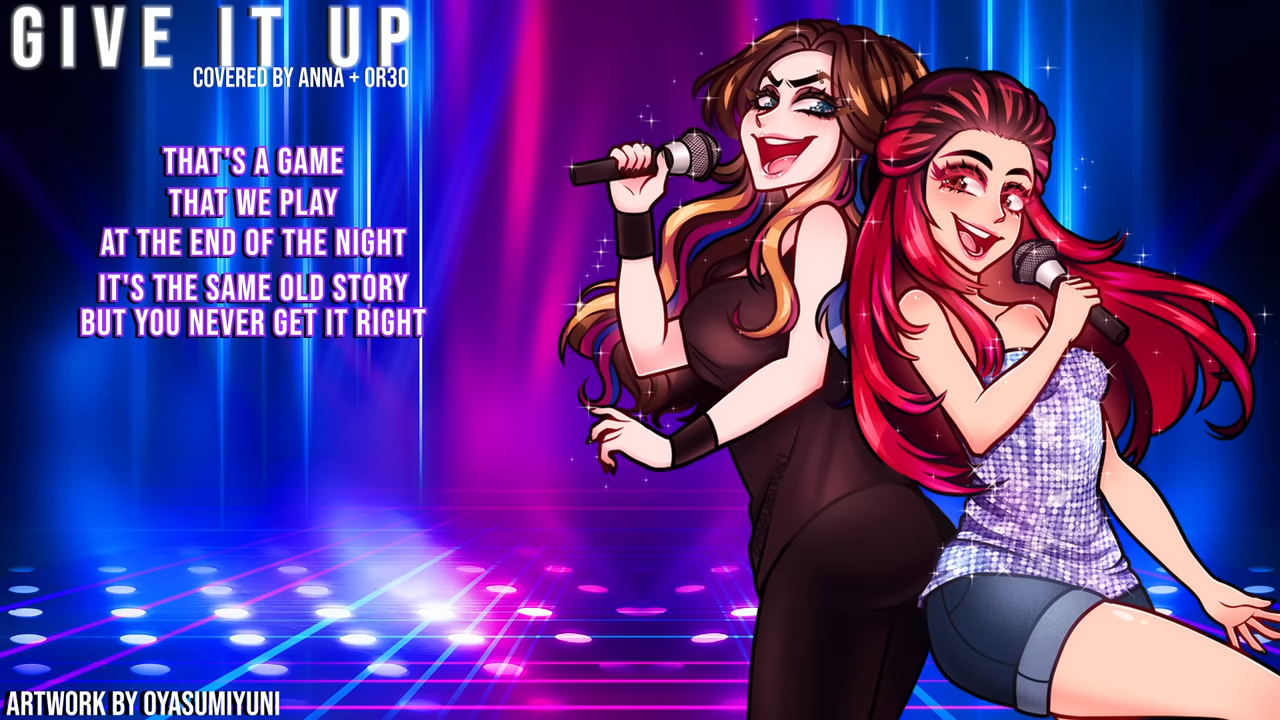 GIVE IT UP
COVERED BY ANNA + OR3O
THAT'S A GAME
THAT WE PLAY
AT THE END OF THE NIGHT
IT'S THE SAME OLD STORY
BUT YOU NEVER GET IT RIGHT
ARTWORK BY OYASUMIYUNI